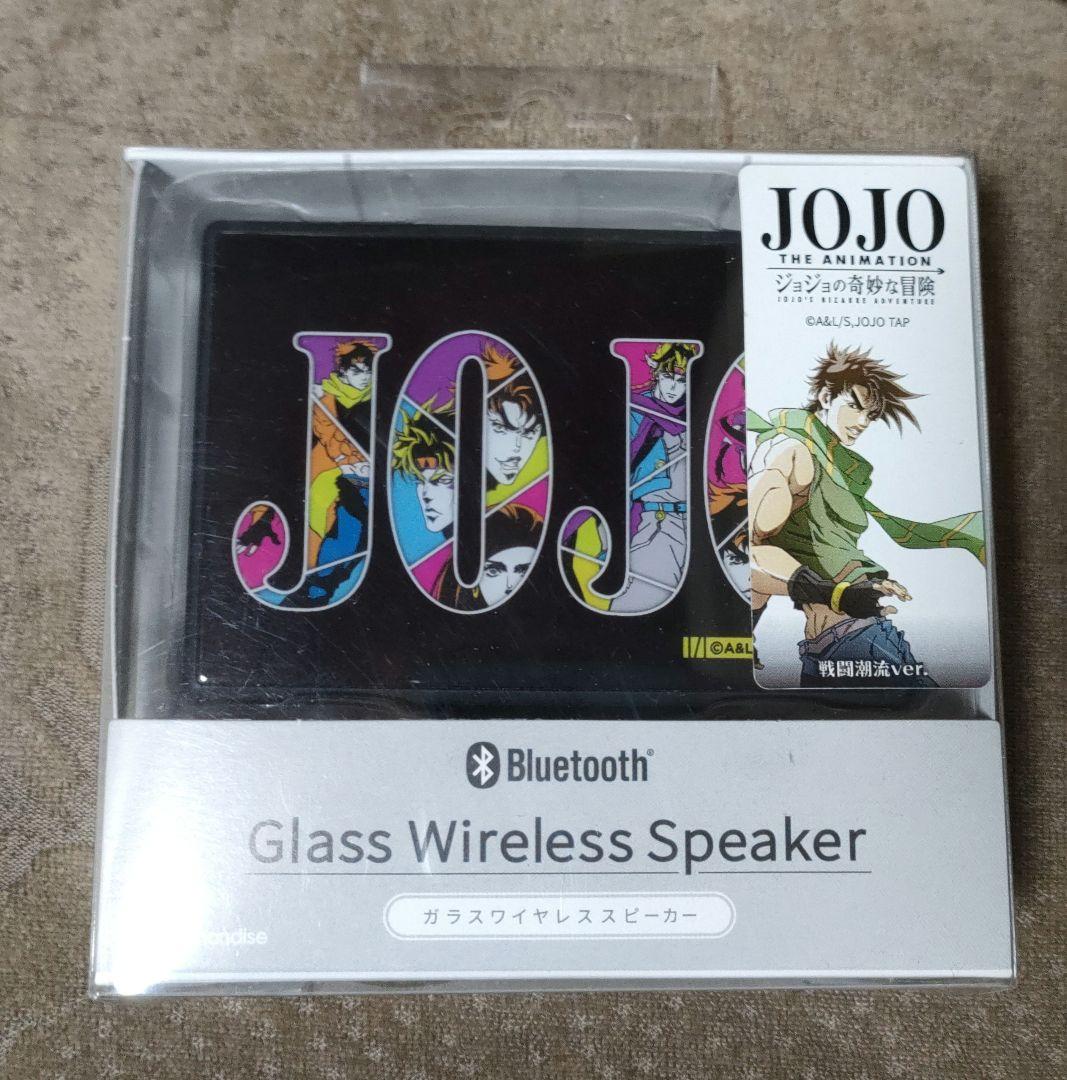 JOJO
THE ANIMATION
ジョジョの奇妙な冒険
JOJO'S BIZARRE ADVENTURE
©A&L/S,JOJO TAP
JOJO
©A&L
戦闘潮流ver.
Bluetooth®
Glass Wireless Speaker
ガラスワイヤレススピーカー